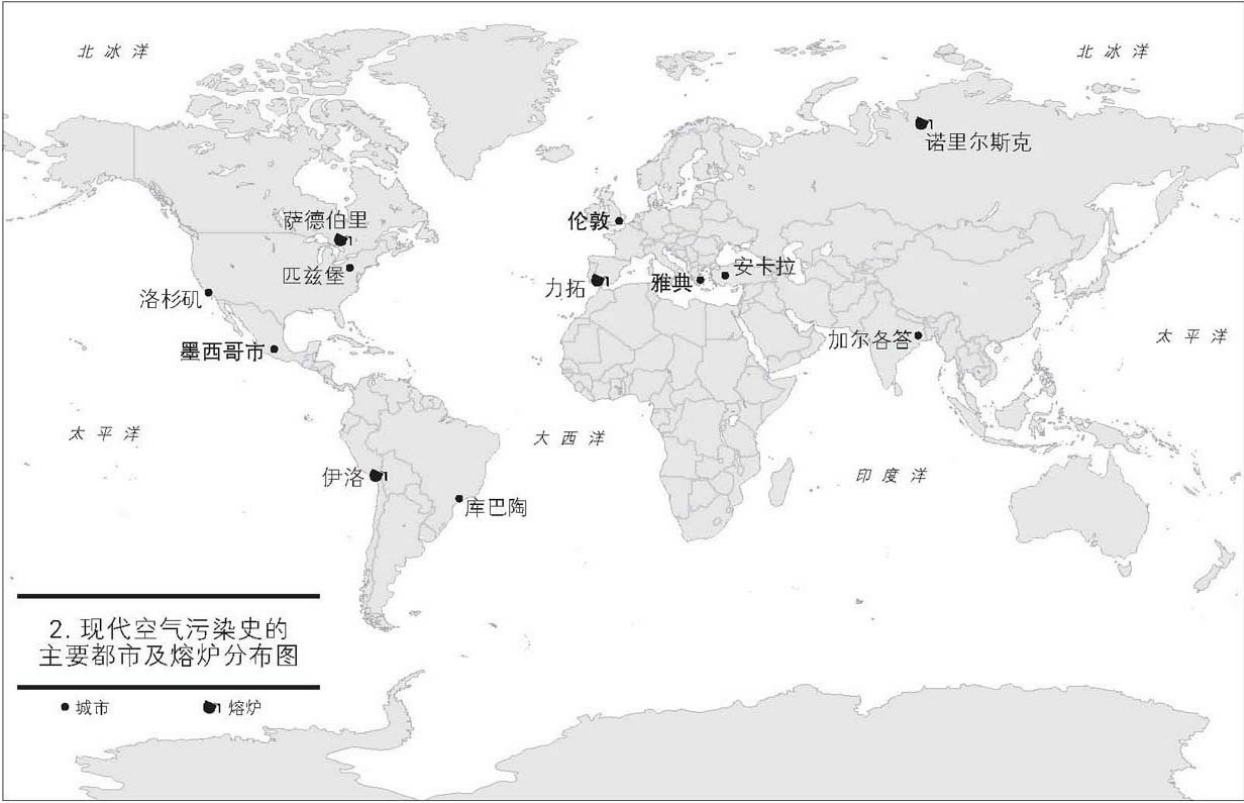 北冰洋
北冰洋
诺里尔斯克
萨德伯里
伦敦
匹兹堡
力拓
雅典
安卡拉
洛杉矶
墨西哥市
加尔各答
太平洋
太平洋
大西洋
印度洋
伊洛
库巴陶
2. 现代空气污染史的
主要都市及熔炉分布图
城市
熔炉